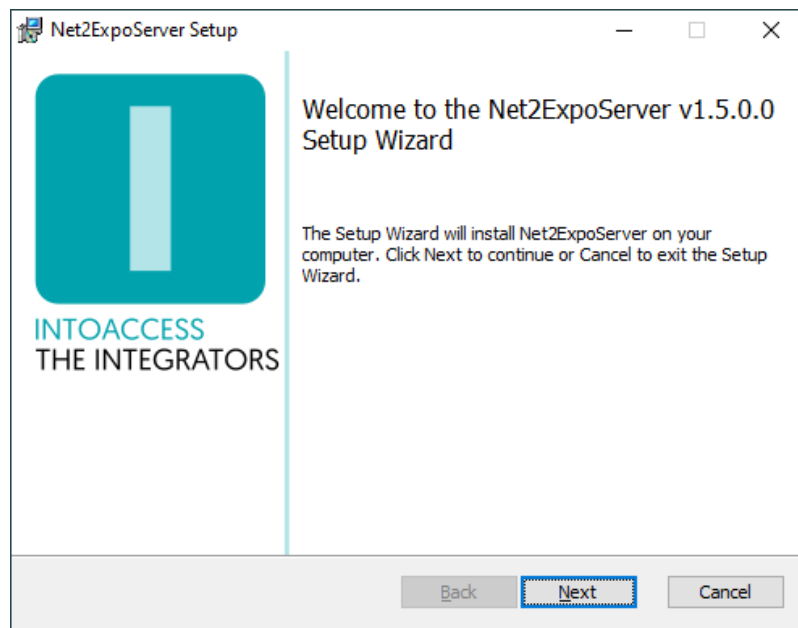 Net2ExpoServer Setup
Welcome to the Net2ExpoServer v1.5.0.0
Setup Wizard
The Setup Wizard will install Net2ExpoServer on your
computer. Click Next to continue or Cancel to exit the Setup
Wizard.
INTOACCESS
THE INTEGRATORS
Back
Next
Cancel